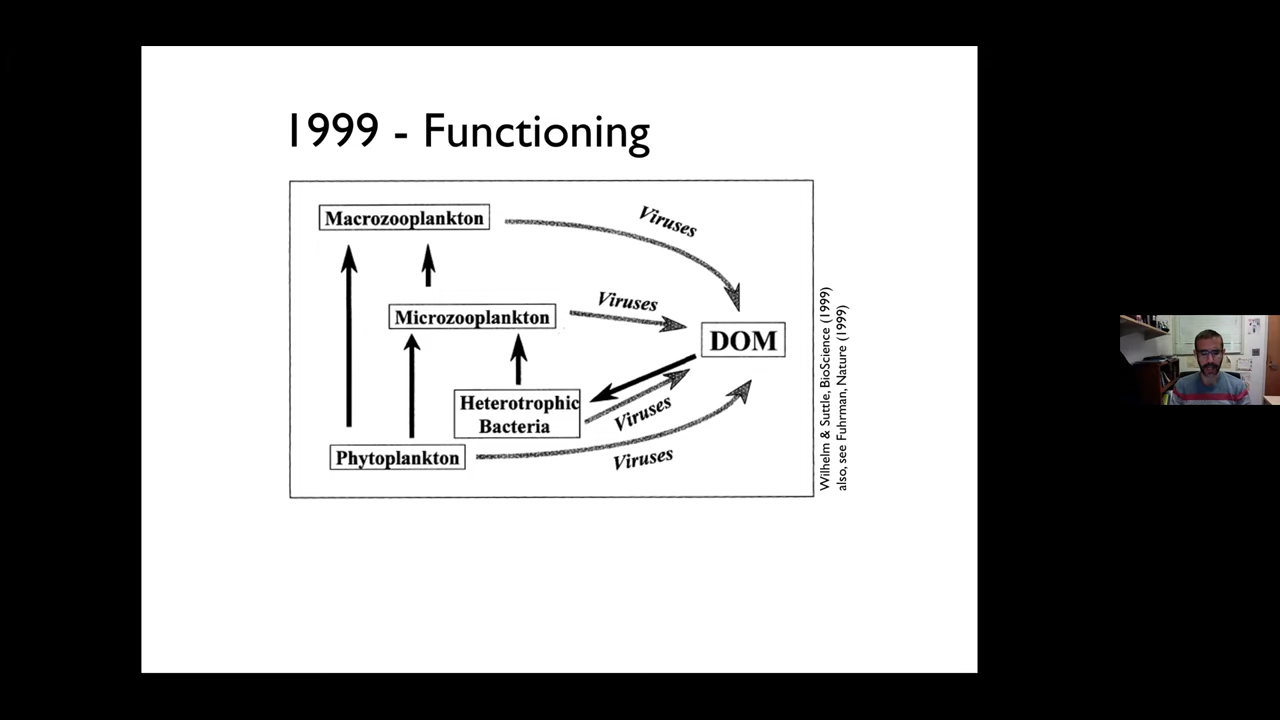 1999 - Functioning
Macrozooplankton
Viruses
Microzooplankton
Viruses
DOM
Heterotrophic
Bacteria
Viruses
Phytoplankton
Viruses
Wilhelm & Suttle, BioScience (1999)
also, see Fuhrman, Nature (1999)